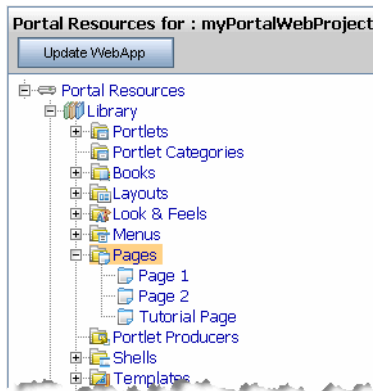 Portal Resources for : myPortalWebProject
Update WebApp
Portal Resources
Library
Portlets
Portlet Categories
Books
Layouts
Look & Feels
Menus
Pages
Page 1
Page 2
Tutorial Page
Portlet Producers
Shells
Templates